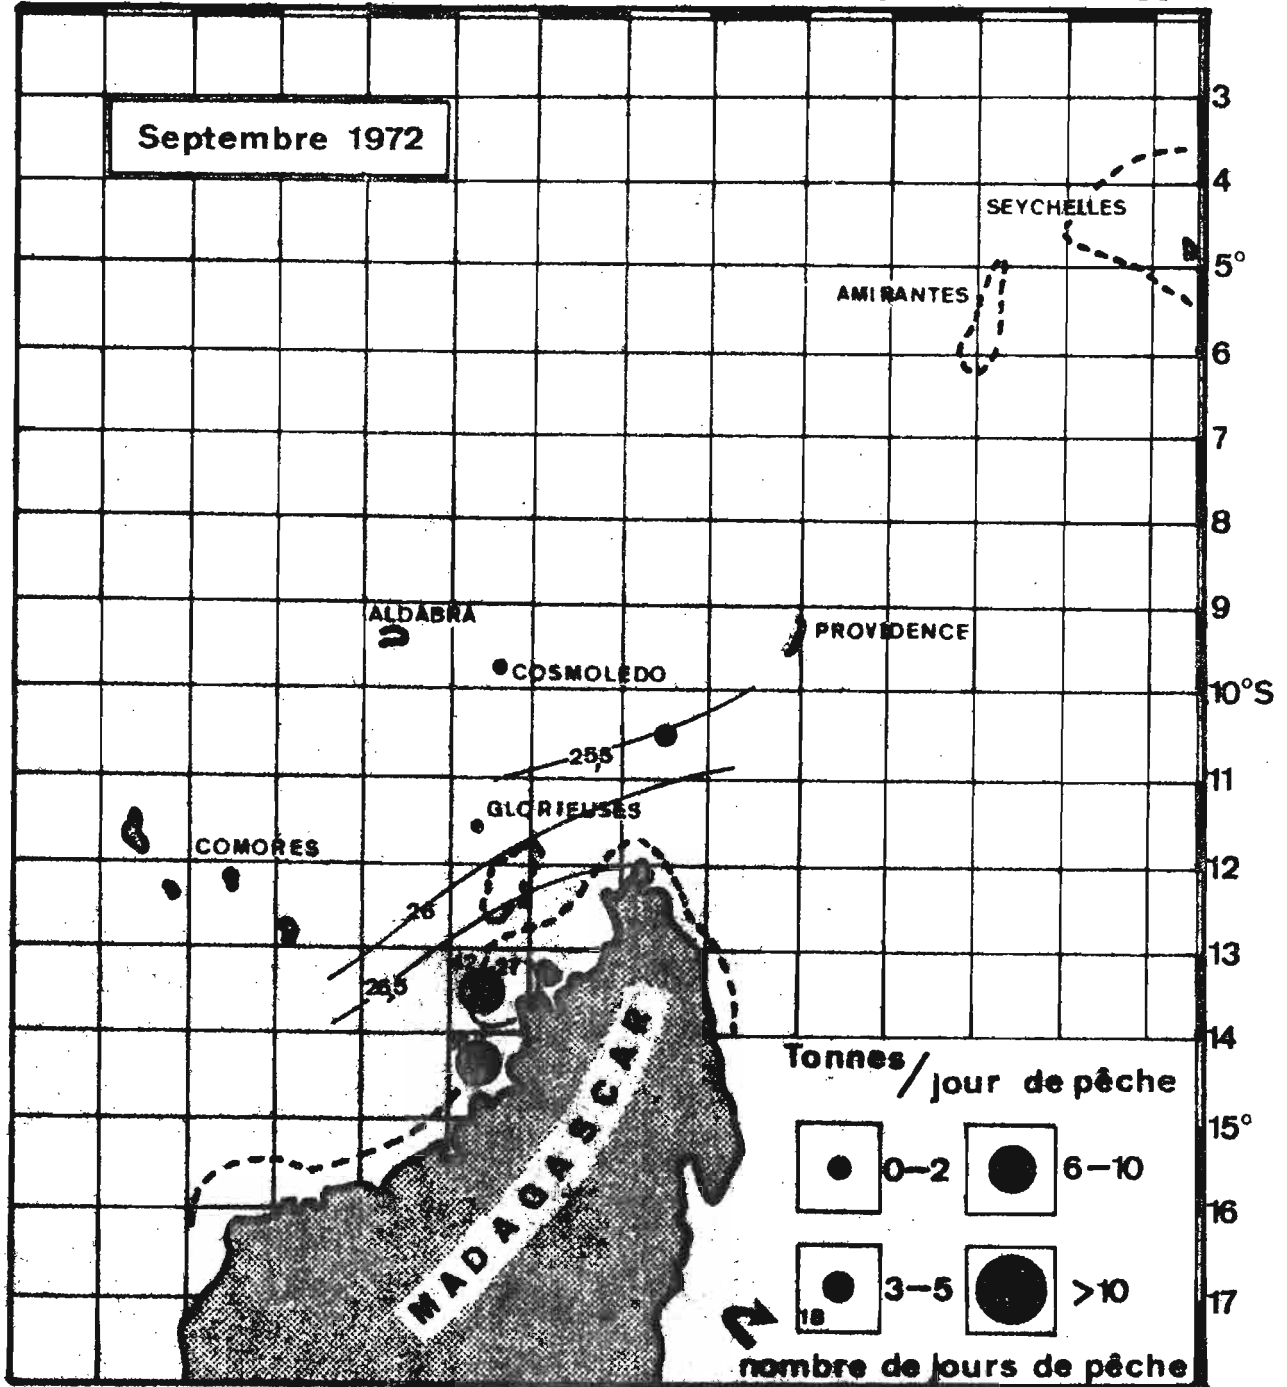 Septembre 1972
3
4
SEYCHELLES
5°
AMIRANTES
6
7
8
9
ALDABRA
PROVIDENCE
COSMOLEDO
10°S
25,5
11
GLORIEUSES
COMORES
12
26
13
27
26,5
14
MADAGASCAR
Tonnes/jour de pêche
15°
0-2
6-10
16
3-5
>10
17
18
nombre de jours de pêche